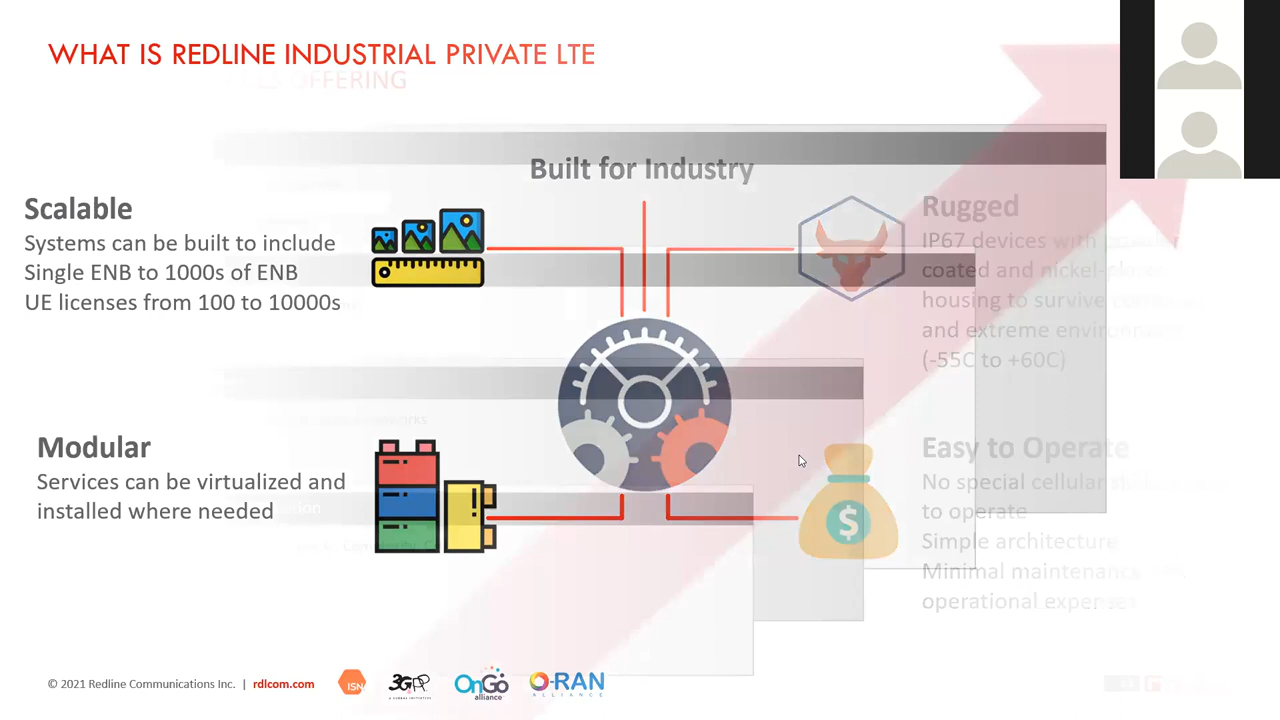 WHAT IS REDLINE INDUSTRIAL PRIVATE LTE
OFFERING
Built for Industry
Scalable
Systems can be built to include
Single ENB to 1000s of ENB
UE licenses from 100 to 10000s
Rugged
IP67 devices with
coated and
housing to survive
and extreme
(-55C to +60C)
Modular
Services can be virtualized and
installed where needed
Easy to Operate
No special cellular
to operate
Simple architecture
Minimal maintenance
operational expenses
$
© 2021 Redline Communications Inc. | rdlcom.com
ISN
3GPP
A GLOBAL INITIATIVE
OnGo
alliance
O-RAN
ALLIANCE